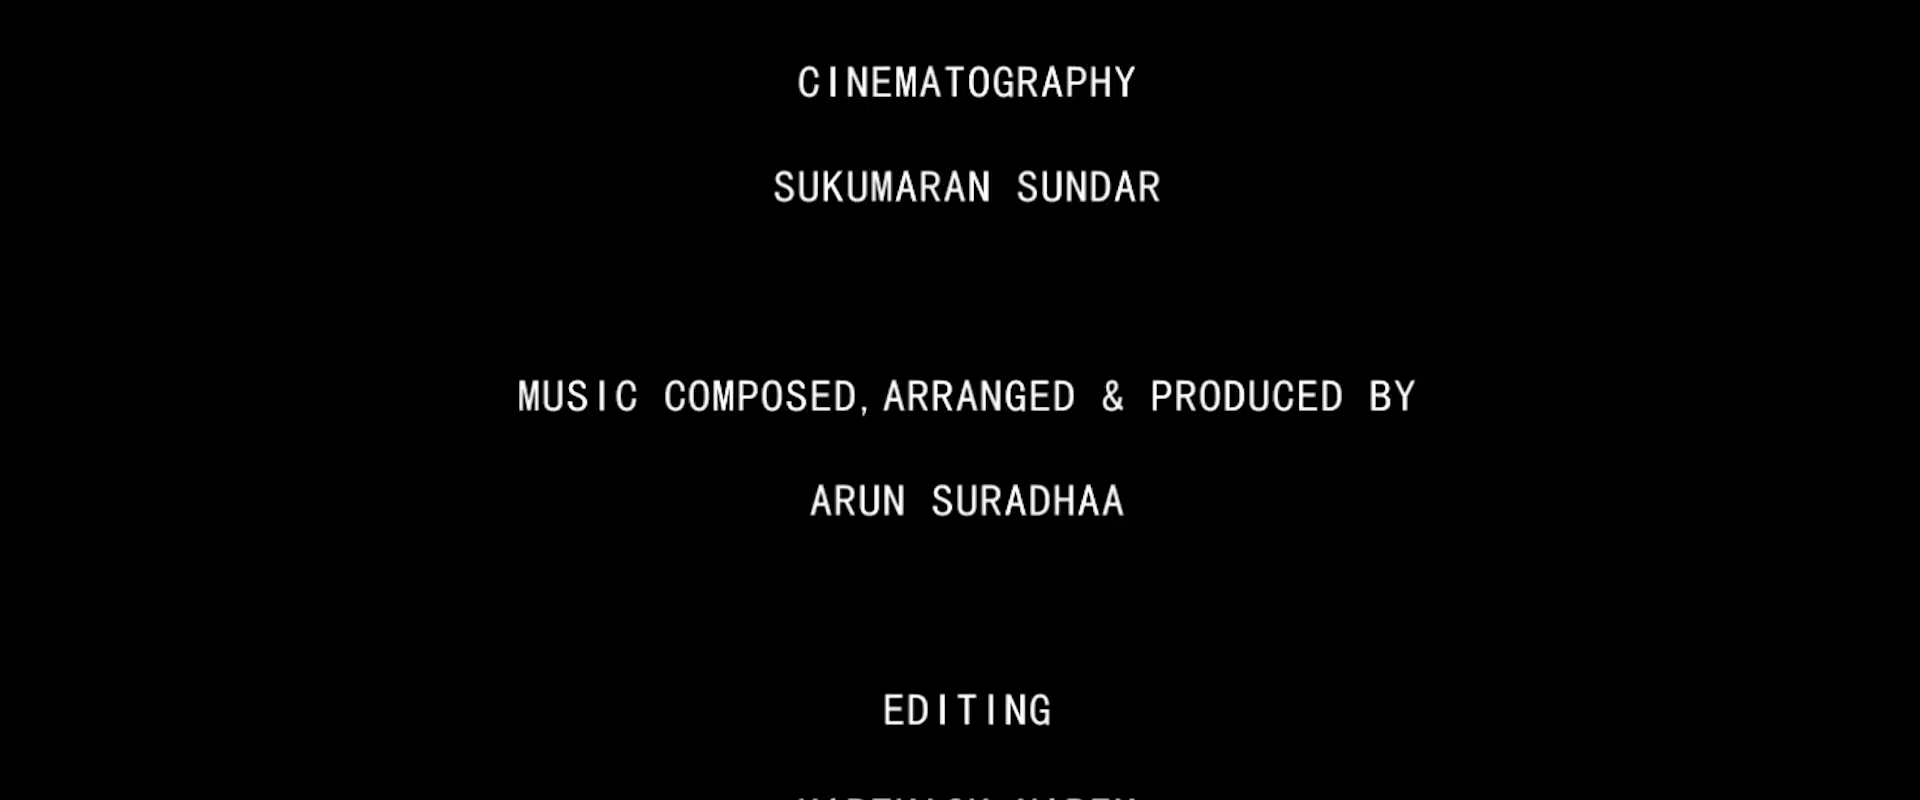 CINEMATOGRAPHY
SUKUMARAN SUNDAR
MUSIC COMPOSED, ARRANGED & PRODUCED BY
ARUN SURADHAA
EDITING